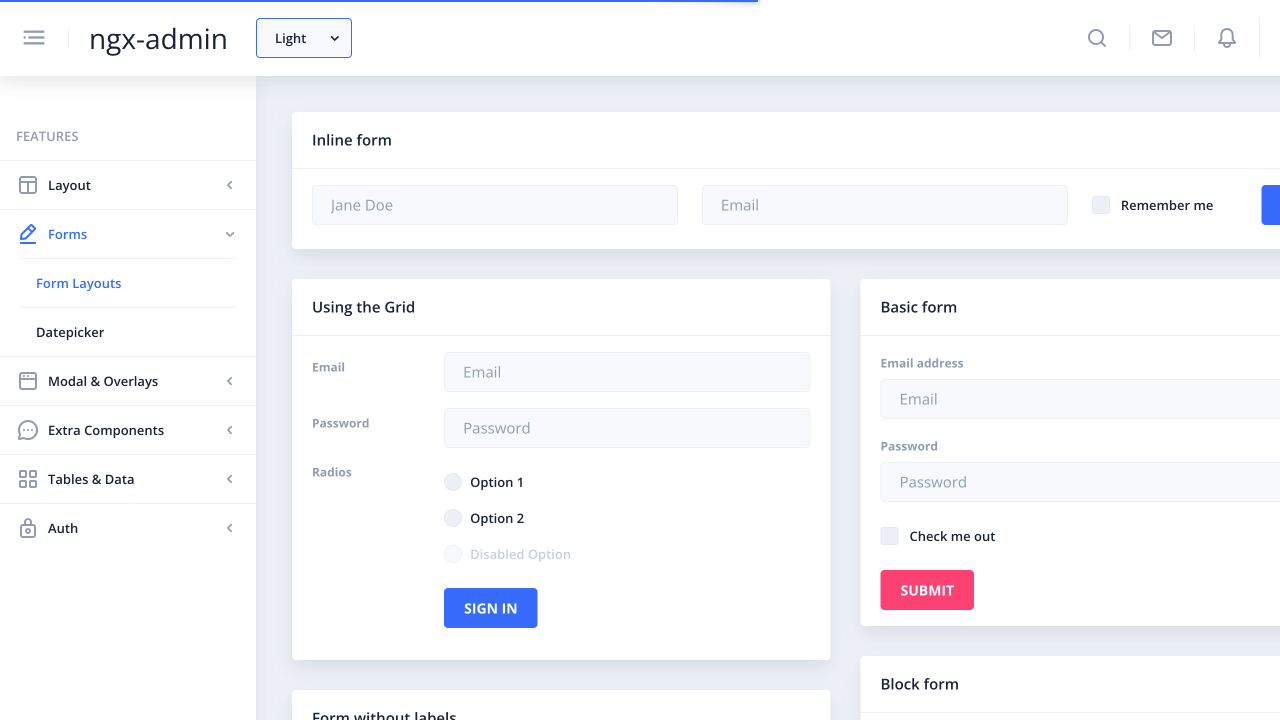 ngx-admin
Light
FEATURES
Layout
Forms
Form Layouts
Datepicker
Modal & Overlays
Extra Components
Tables & Data
Auth
Inline form
Jane Doe
Email
Remember me
Using the Grid
Email
Email
Password
Password
Radios
Option 1
Option 2
Disabled Option
SIGN IN
Basic form
Email address
Email
Password
Password
Check me out
SUBMIT
Form without labels
Block form